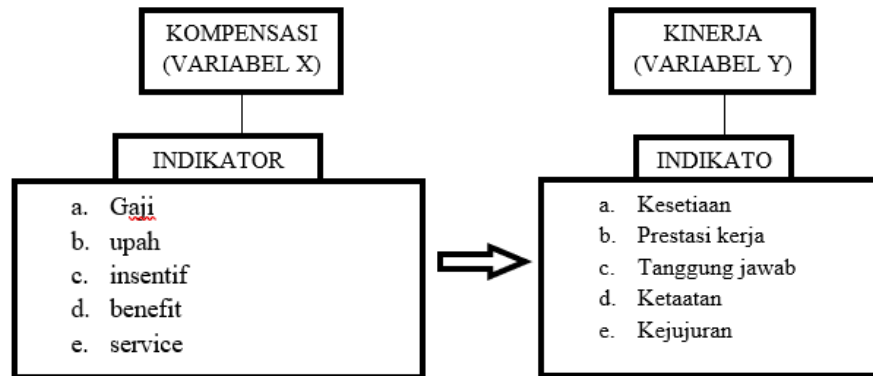 KOMPENSASI
(VARIABEL X)
INDIKATOR
a. Gaji
b. upah
c. insentif
d. benefit
e. service
KINERJA
(VARIABEL Y)
INDIKATO
a. Kesetiaan
b. Prestasi kerja
c. Tanggung jawab
d. Ketaatan
e. Kejujuran